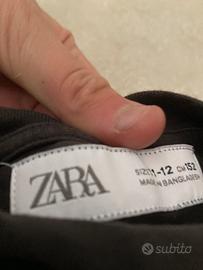 ZARA
SIZE 11-12 CM 152
MADE IN BANGLADESH
subito